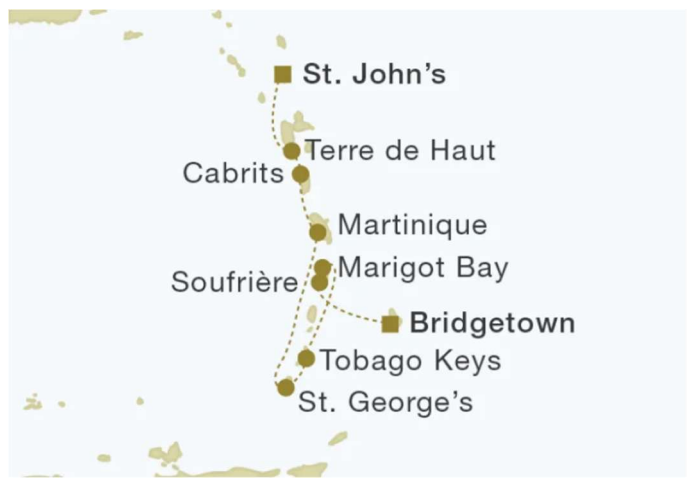 St. John's
Terre de Haut
Cabrits
Martinique
Marigot Bay
Soufrière
Bridgetown
Tobago Keys
St. George's